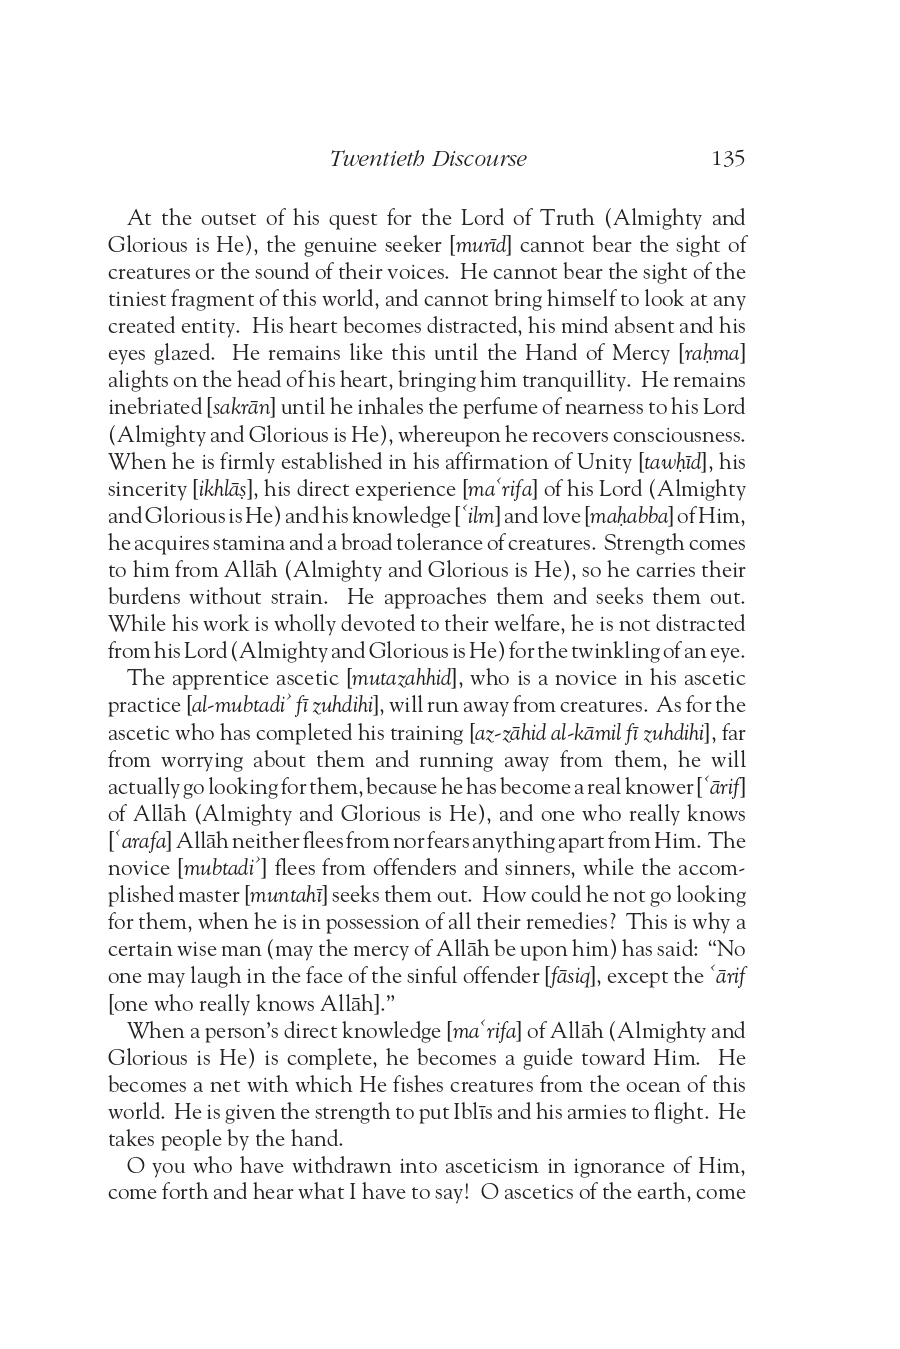 Twentieth Discourse 135
At the outset of his quest for the Lord of Truth (Almighty and
Glorious is He), the genuine seeker [murīd] cannot bear the sight of
creatures or the sound of their voices. He cannot bear the sight of the
tiniest fragment of this world, and cannot bring himself to look at any
created entity. His heart becomes distracted, his mind absent and his
eyes glazed. He remains like this until the Hand of Mercy [raḥma]
alights on the head of his heart, bringing him tranquillity. He remains
inebriated [sakrān] until he inhales the perfume of nearness to his Lord
(Almighty and Glorious is He), whereupon he recovers consciousness.
When he is firmly established in his affirmation of Unity [tawḥīd], his
sincerity [ikhlāṣ], his direct experience [maʿrifa] of his Lord (Almighty
and Glorious is He) and his knowledge [ʿilm] and love [maḥabba] of Him,
he acquires stamina and a broad tolerance of creatures. Strength comes
to him from Allāh (Almighty and Glorious is He), so he carries their
burdens without strain. He approaches them and seeks them out.
While his work is wholly devoted to their welfare, he is not distracted
from his Lord (Almighty and Glorious is He) for the twinkling of an eye.
The apprentice ascetic [mutazahhid], who is a novice in his ascetic
practice [al-mubtadiʾ fī zuhdihi], will run away from creatures. As for the
ascetic who has completed his training [az-zāhid al-kāmil fī zuhdihi], far
from worrying about them and running away from them, he will
actually go looking for them, because he has become a real knower [ʿārif]
of Allāh (Almighty and Glorious is He), and one who really knows
[ʿarafa] Allāh neither flees from nor fears anything apart from Him. The
novice [mubtadiʾ] flees from offenders and sinners, while the accom-
plished master [muntahī] seeks them out. How could he not go looking
for them, when he is in possession of all their remedies? This is why a
certain wise man (may the mercy of Allāh be upon him) has said: “No
one may laugh in the face of the sinful offender [fāsiq], except the ʿārif
[one who really knows Allāh].”
When a person’s direct knowledge [maʿrifa] of Allāh (Almighty and
Glorious is He) is complete, he becomes a guide toward Him. He
becomes a net with which He fishes creatures from the ocean of this
world. He is given the strength to put Iblīs and his armies to flight. He
takes people by the hand.
O you who have withdrawn into asceticism in ignorance of Him,
come forth and hear what I have to say! O ascetics of the earth, come